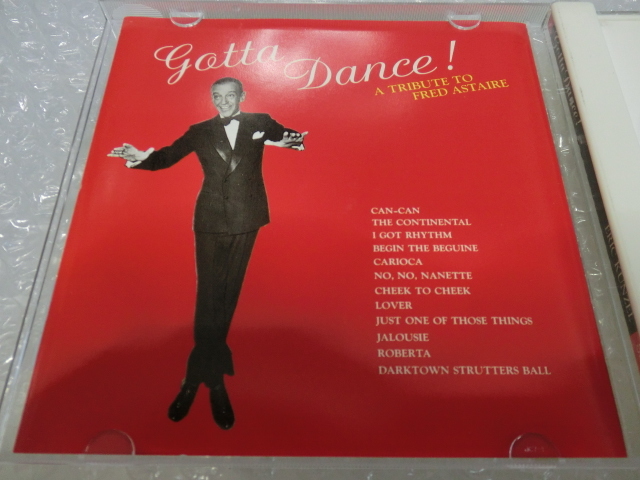 Gotta Dance!
A TRIBUTE TO
FRED ASTAIRE
CAN-CAN
THE CONTINENTAL
I GOT RHYTHM
BEGIN THE BEGUINE
CARIOCA
NO, NO, NANETTE
CHEEK TO CHEEK
LOVER
JUST ONE OF THOSE THINGS
JALOUSIE
ROBERTA
DARKTOWN STRUTTERS BALL